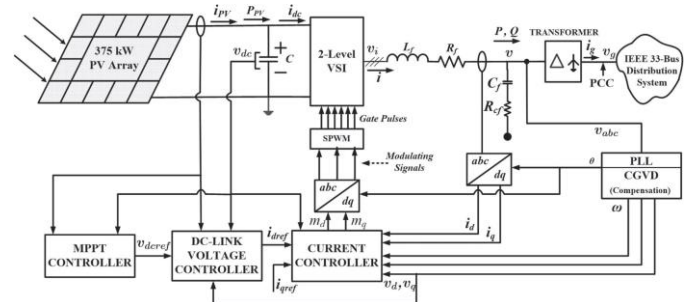 i_PV
P_PV
i_dc
375 kW
PV Array
v_dc
+
C
−
2-Level
VSI
v_i
i
L_f
R_f
P, Q
v
C_f
R_cf
TRANSFORMER
Δ
i_g
v_g
PCC
IEEE 33-Bus
Distribution
System
v_abc
Gate Pulses
SPWM
Modulating
Signals
abc
dq
m_d
m_q
abc
dq
θ
PLL
CGVD
(Compensation)
ω
i_d
i_q
MPPT
CONTROLLER
v_dcref
DC-LINK
VOLTAGE
CONTROLLER
i_dref
i_qref
CURRENT
CONTROLLER
v_d, v_q